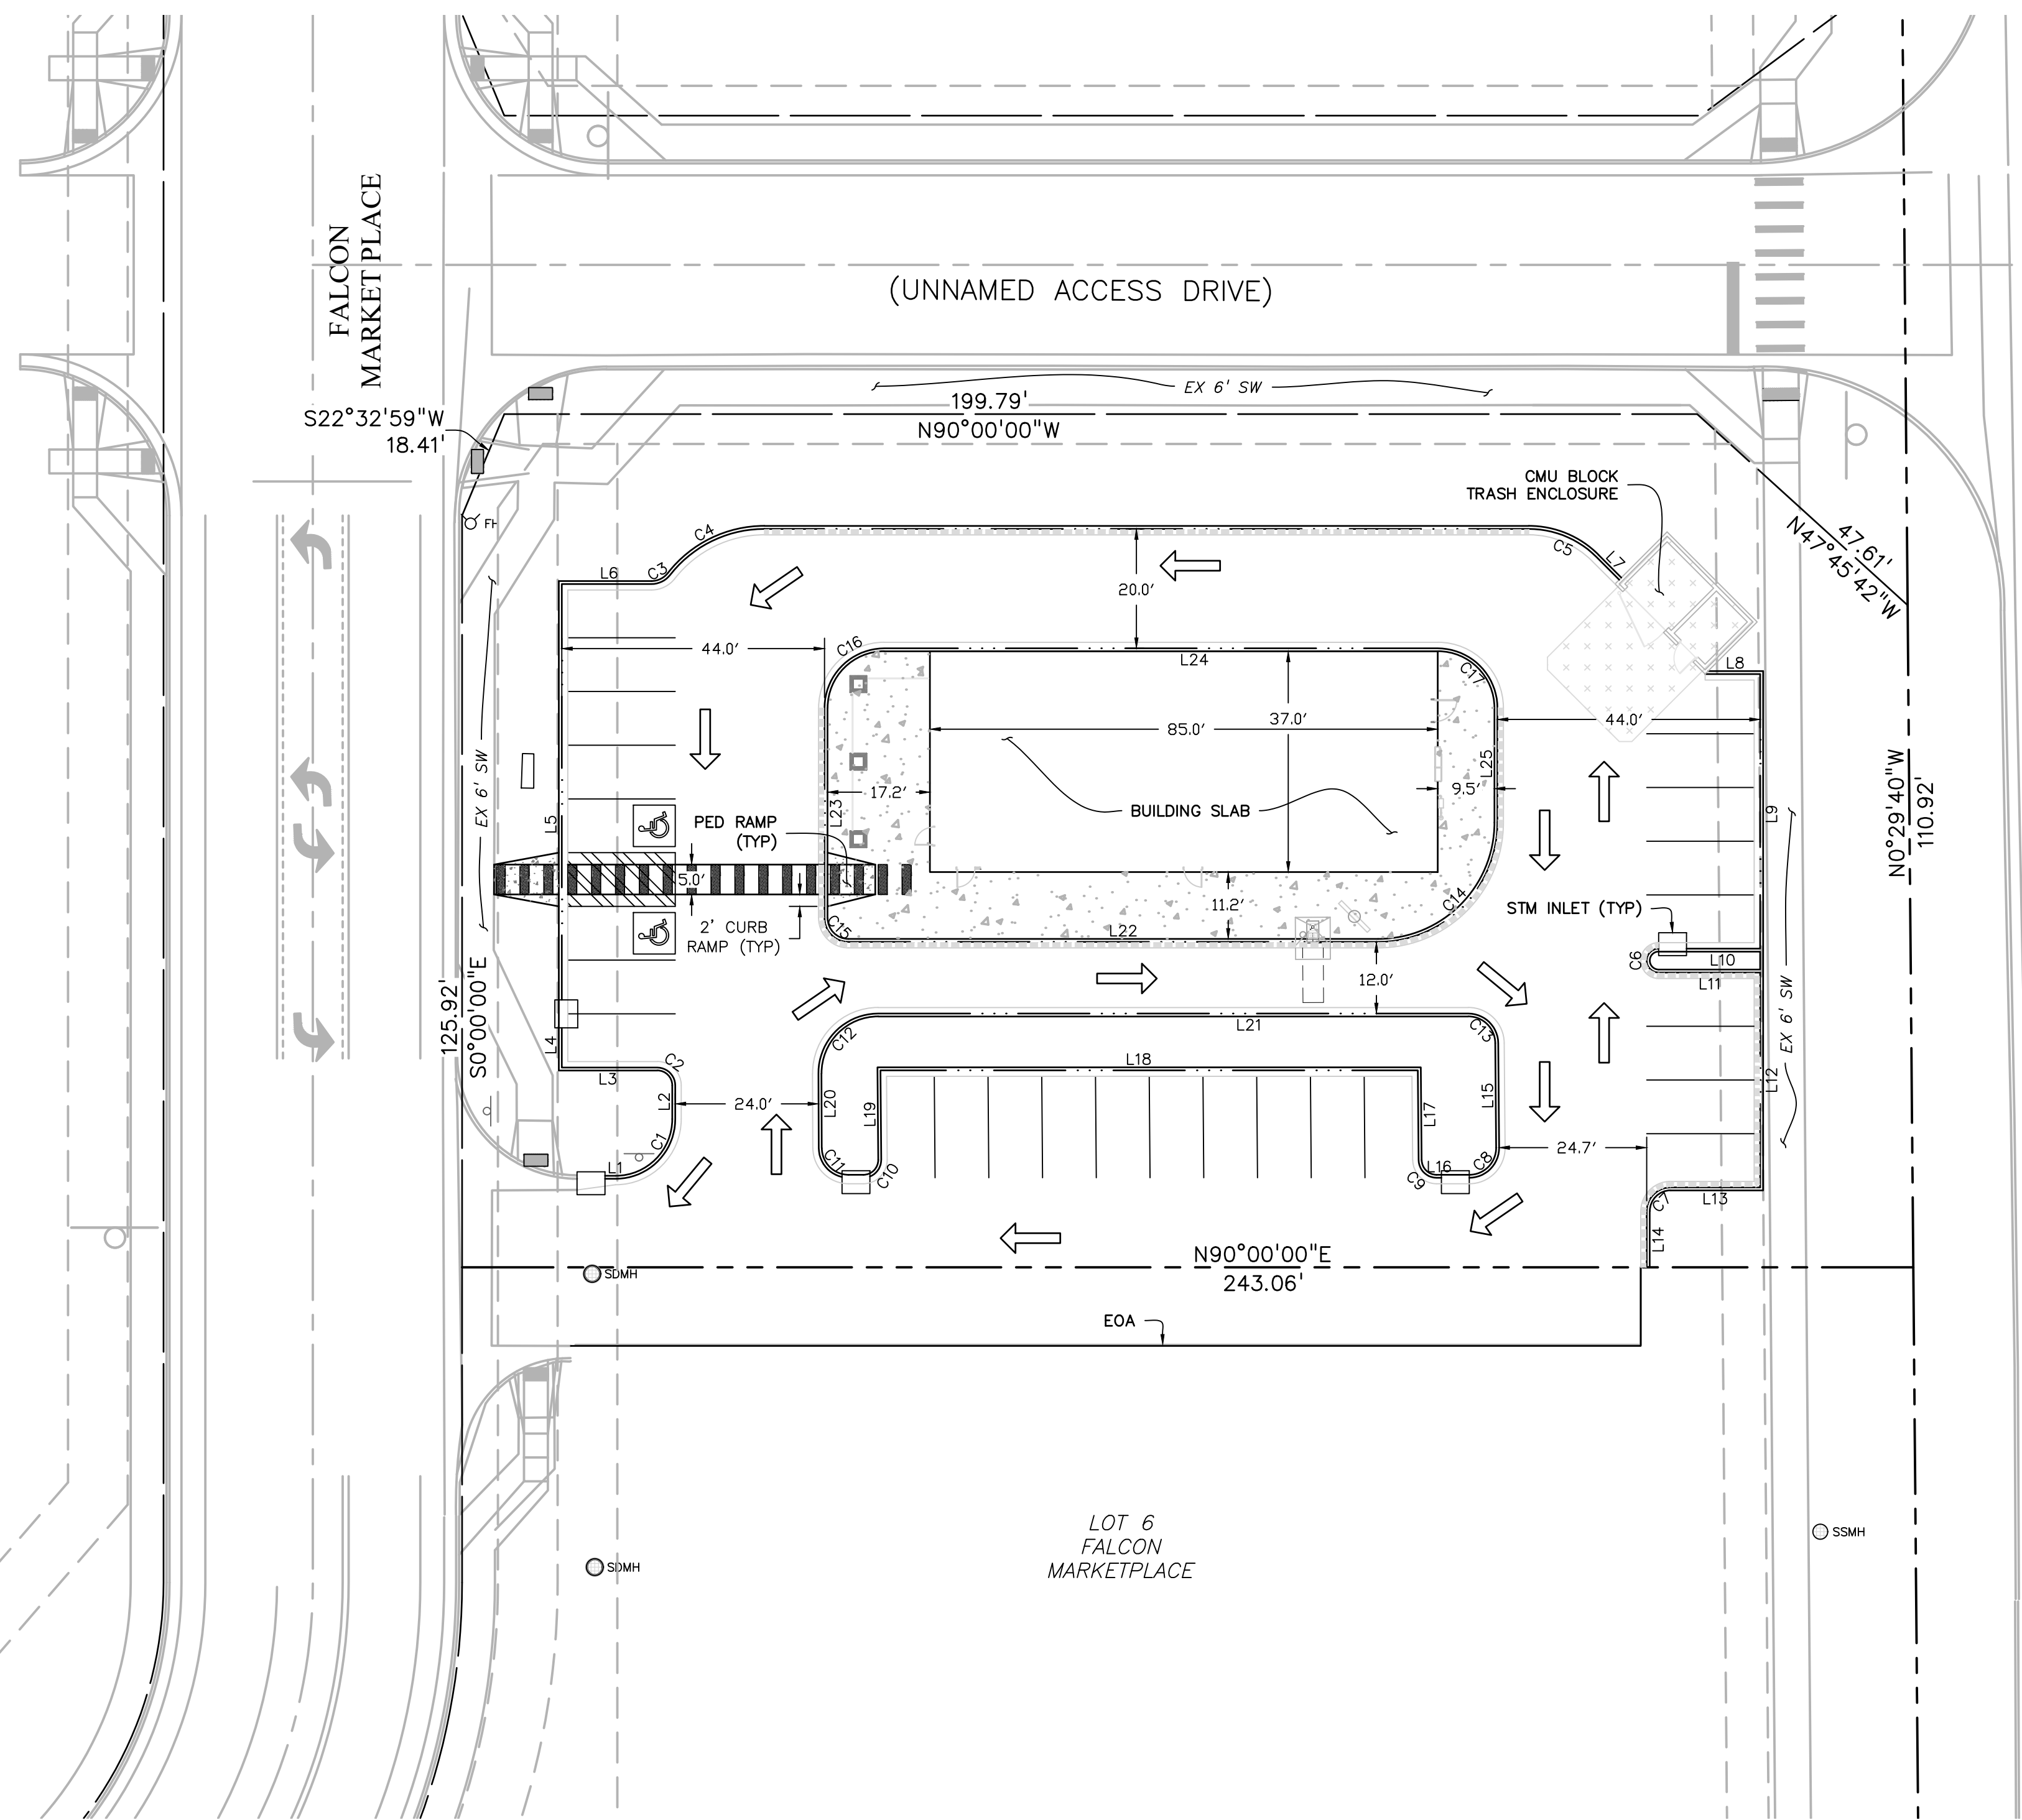 FALCON
MARKETPLACE
(UNNAMED ACCESS DRIVE)
EX 6' SW
199.79'
N90°00'00"W
S22°32'59"W
18.41'
FH
CMU BLOCK
TRASH ENCLOSURE
47.61'
N47°45'42"W
C4
C5
L7
C3
L6
20.0'
44.0'
C16
L24
C17
L8
44.0'
85.0'
37.0'
EX 6' SW
L5
17.2'
L23
9.5'
L25
BUILDING SLAB
PED RAMP
(TYP)
L9
N0°29'40"W
110.92'
5.0'
11.2'
C14
STM INLET (TYP)
2' CURB
RAMP (TYP)
C15
L22
C6
L10
L11
12.0'
125.92'
S0°00'00"E
EX 6' SW
L4
C12
L21
C13
L3
C2
L18
L12
L2
24.0'
L20
L19
L17
L15
C1
24.7'
L1
C11
C10
L16
C9
C8
C7
L13
L14
N90°00'00"E
243.06'
SDMH
EOA
LOT 6
FALCON
MARKETPLACE
SSMH
SDMH